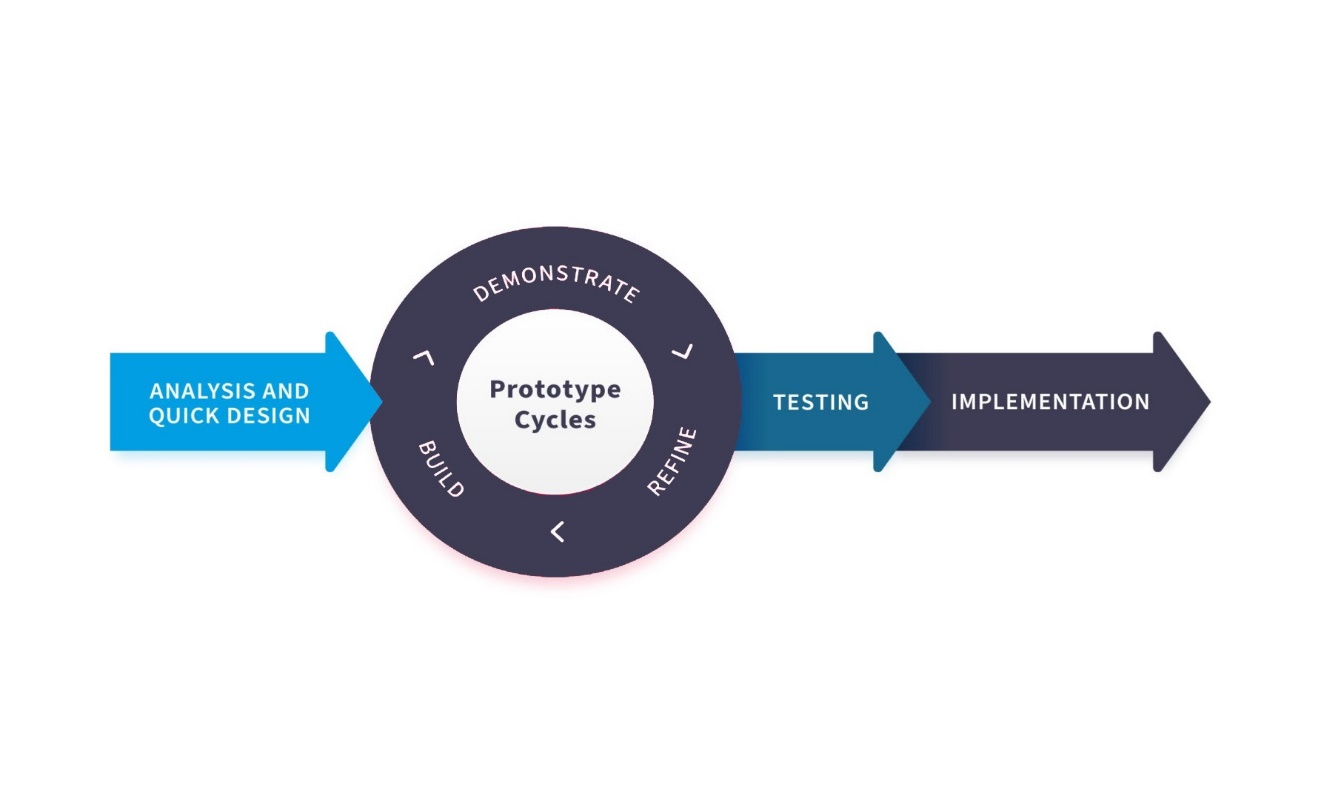 ANALYSIS AND
QUICK DESIGN
DEMONSTRATE
Prototype
Cycles
BUILD
REFINE
TESTING
IMPLEMENTATION